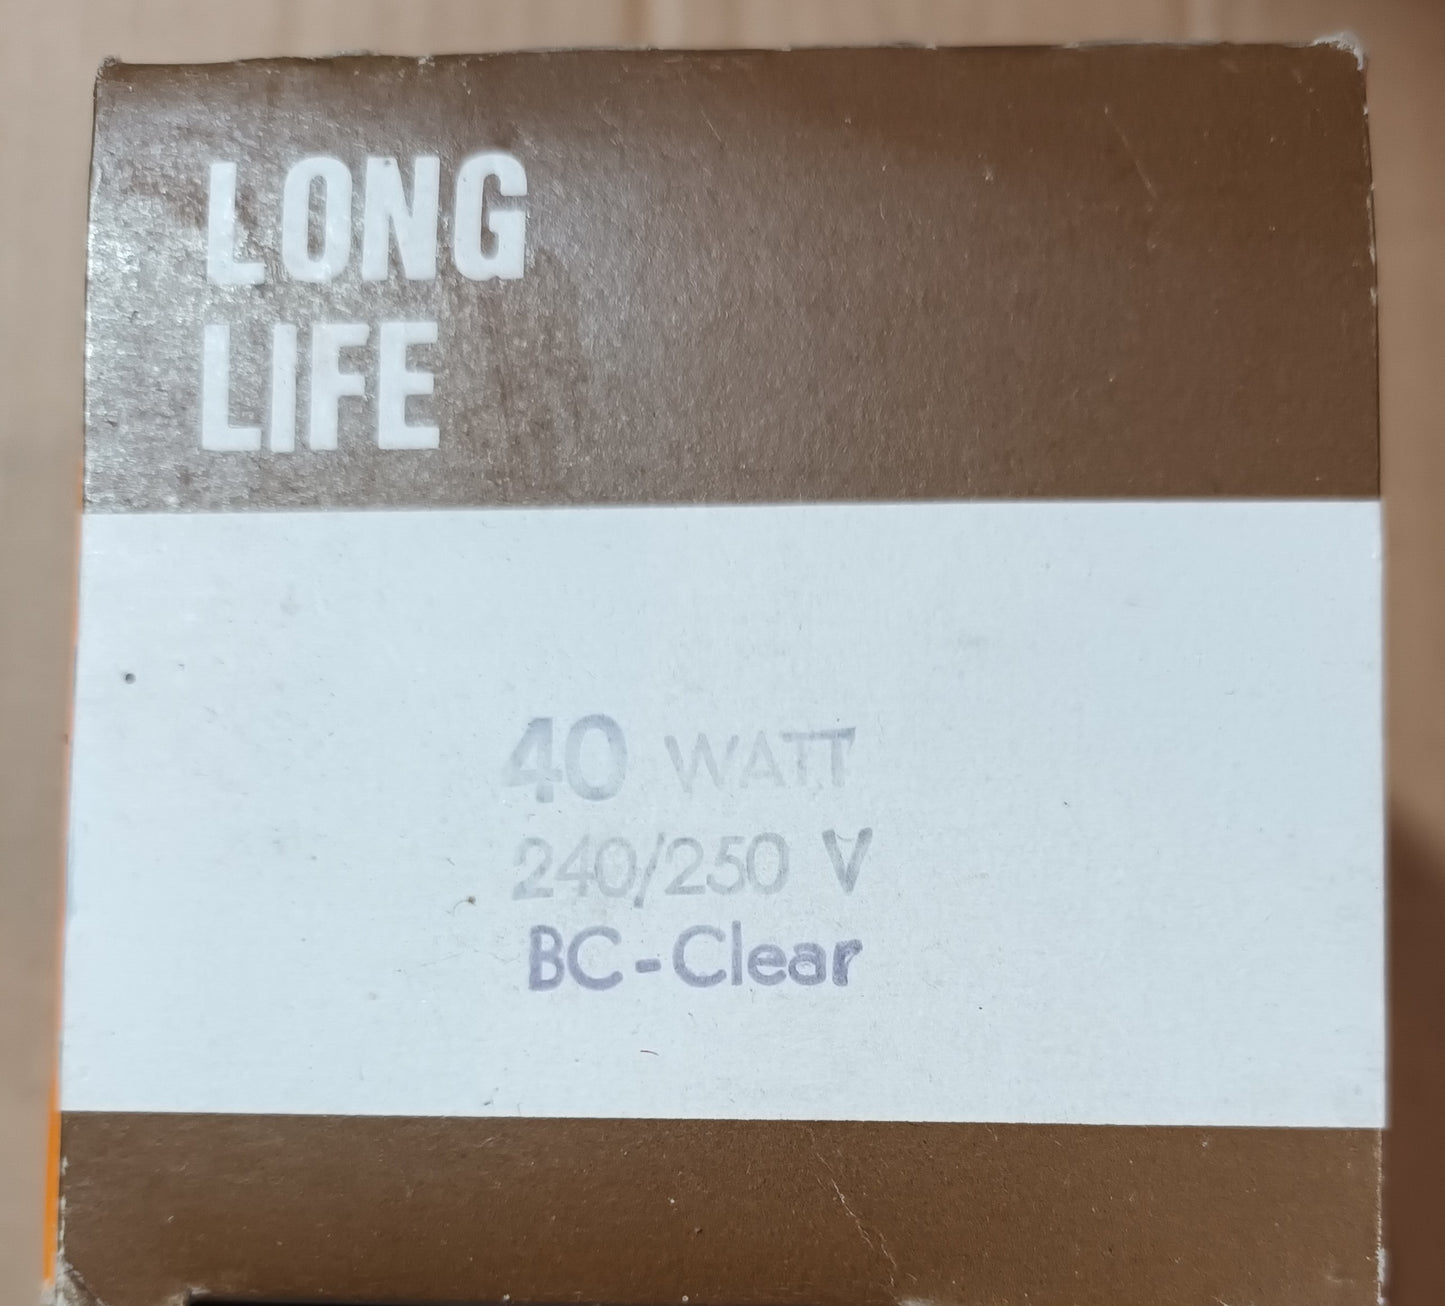 LONG
LIFE
40 WATT
240/250 V
BC-Clear